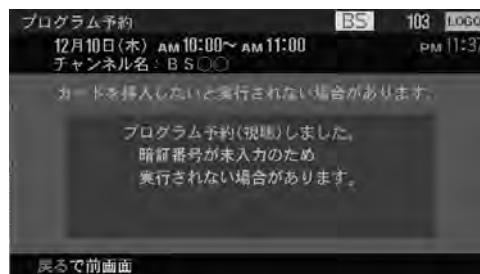 プログラム予約 BS 103 LOGO
12月10日(木) AM10:00～AM11:00 PM11:37
チャンネル名：BS○○
カードを挿入しないと実行されない場合があります。
プログラム予約(視聴)しました。
暗証番号が未入力のため
実行されない場合があります。
戻るで前画面